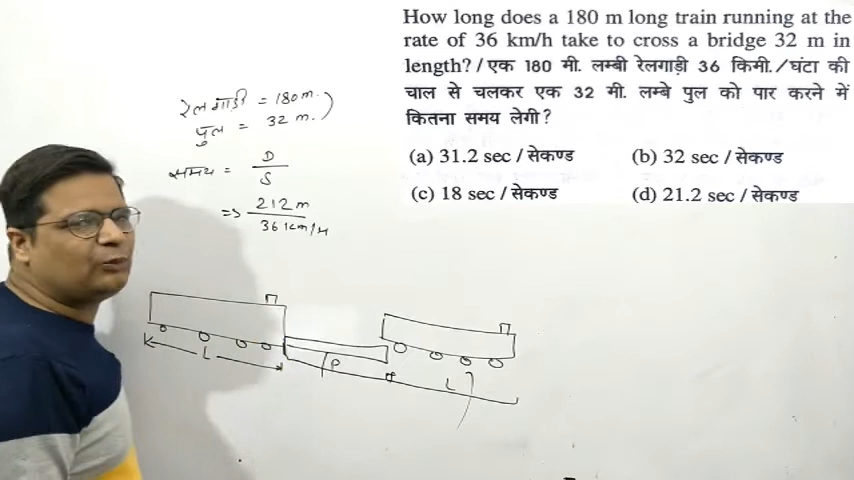 How long does a 180 m long train running at the
rate of 36 km/h take to cross a bridge 32 m in
length? / एक 180 मी. लम्बी रेलगाड़ी 36 किमी./घंटा की
चाल से चलकर एक 32 मी. लम्बे पुल को पार करने में
कितना समय लेगी?
(a) 31.2 sec / सेकण्ड (b) 32 sec / सेकण्ड
(c) 18 sec / सेकण्ड (d) 21.2 sec / सेकण्ड
रेलगाड़ी = 180 m.
पुल = 32 m.
समय = D
S
=> 212 m
36 km/H
L
P
L